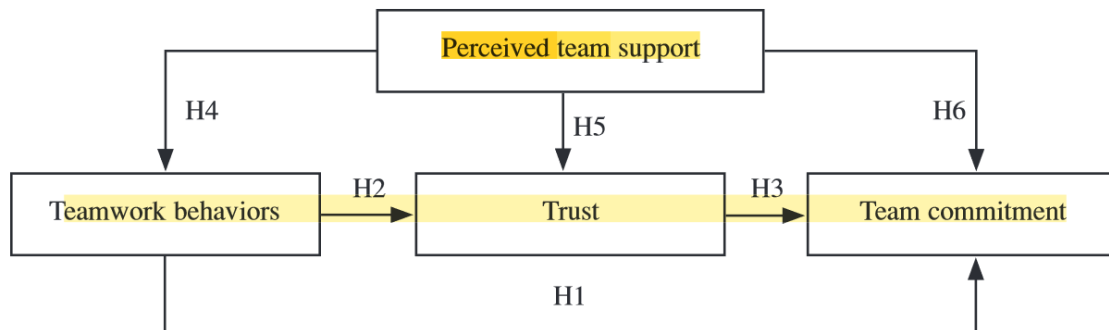 Perceived team support
H4
H5
H6
Teamwork behaviors
H2
Trust
H3
Team commitment
H1